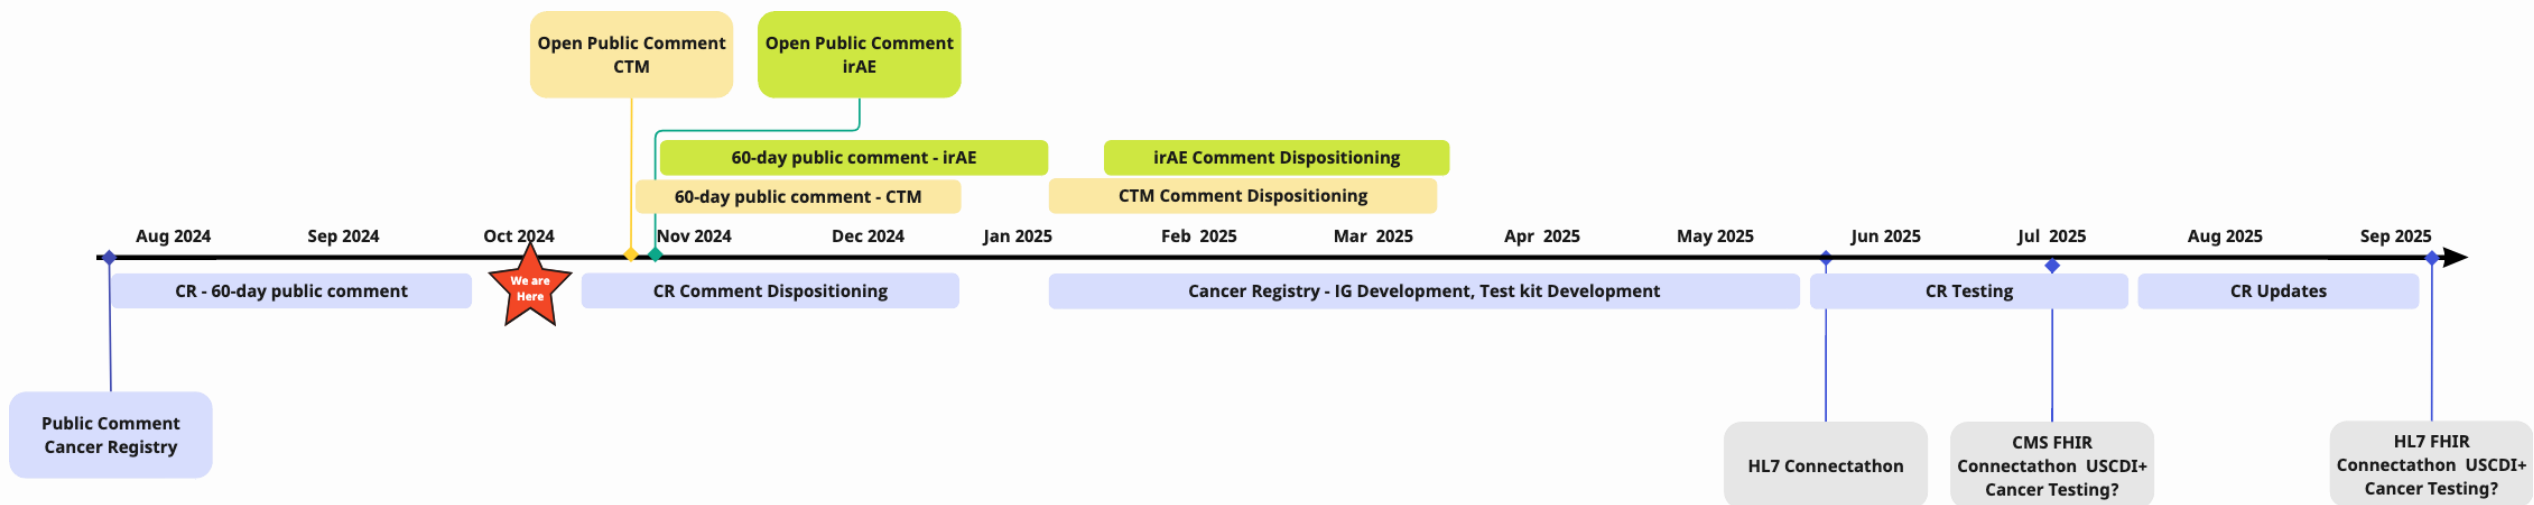 Open Public Comment
CTM
Open Public Comment
irAE
60-day public comment - irAE
irAE Comment Dispositioning
60-day public comment - CTM
CTM Comment Dispositioning
Aug 2024
Sep 2024
Oct 2024
Nov 2024
Dec 2024
Jan 2025
Feb 2025
Mar 2025
Apr 2025
May 2025
Jun 2025
Jul 2025
Aug 2025
Sep 2025
CR - 60-day public comment
We are
Here
CR Comment Dispositioning
Cancer Registry - IG Development, Test kit Development
CR Testing
CR Updates
Public Comment
Cancer Registry
HL7 Connectathon
CMS FHIR
Connectathon USCDI+
Cancer Testing?
HL7 FHIR
Connectathon USCDI+
Cancer Testing?